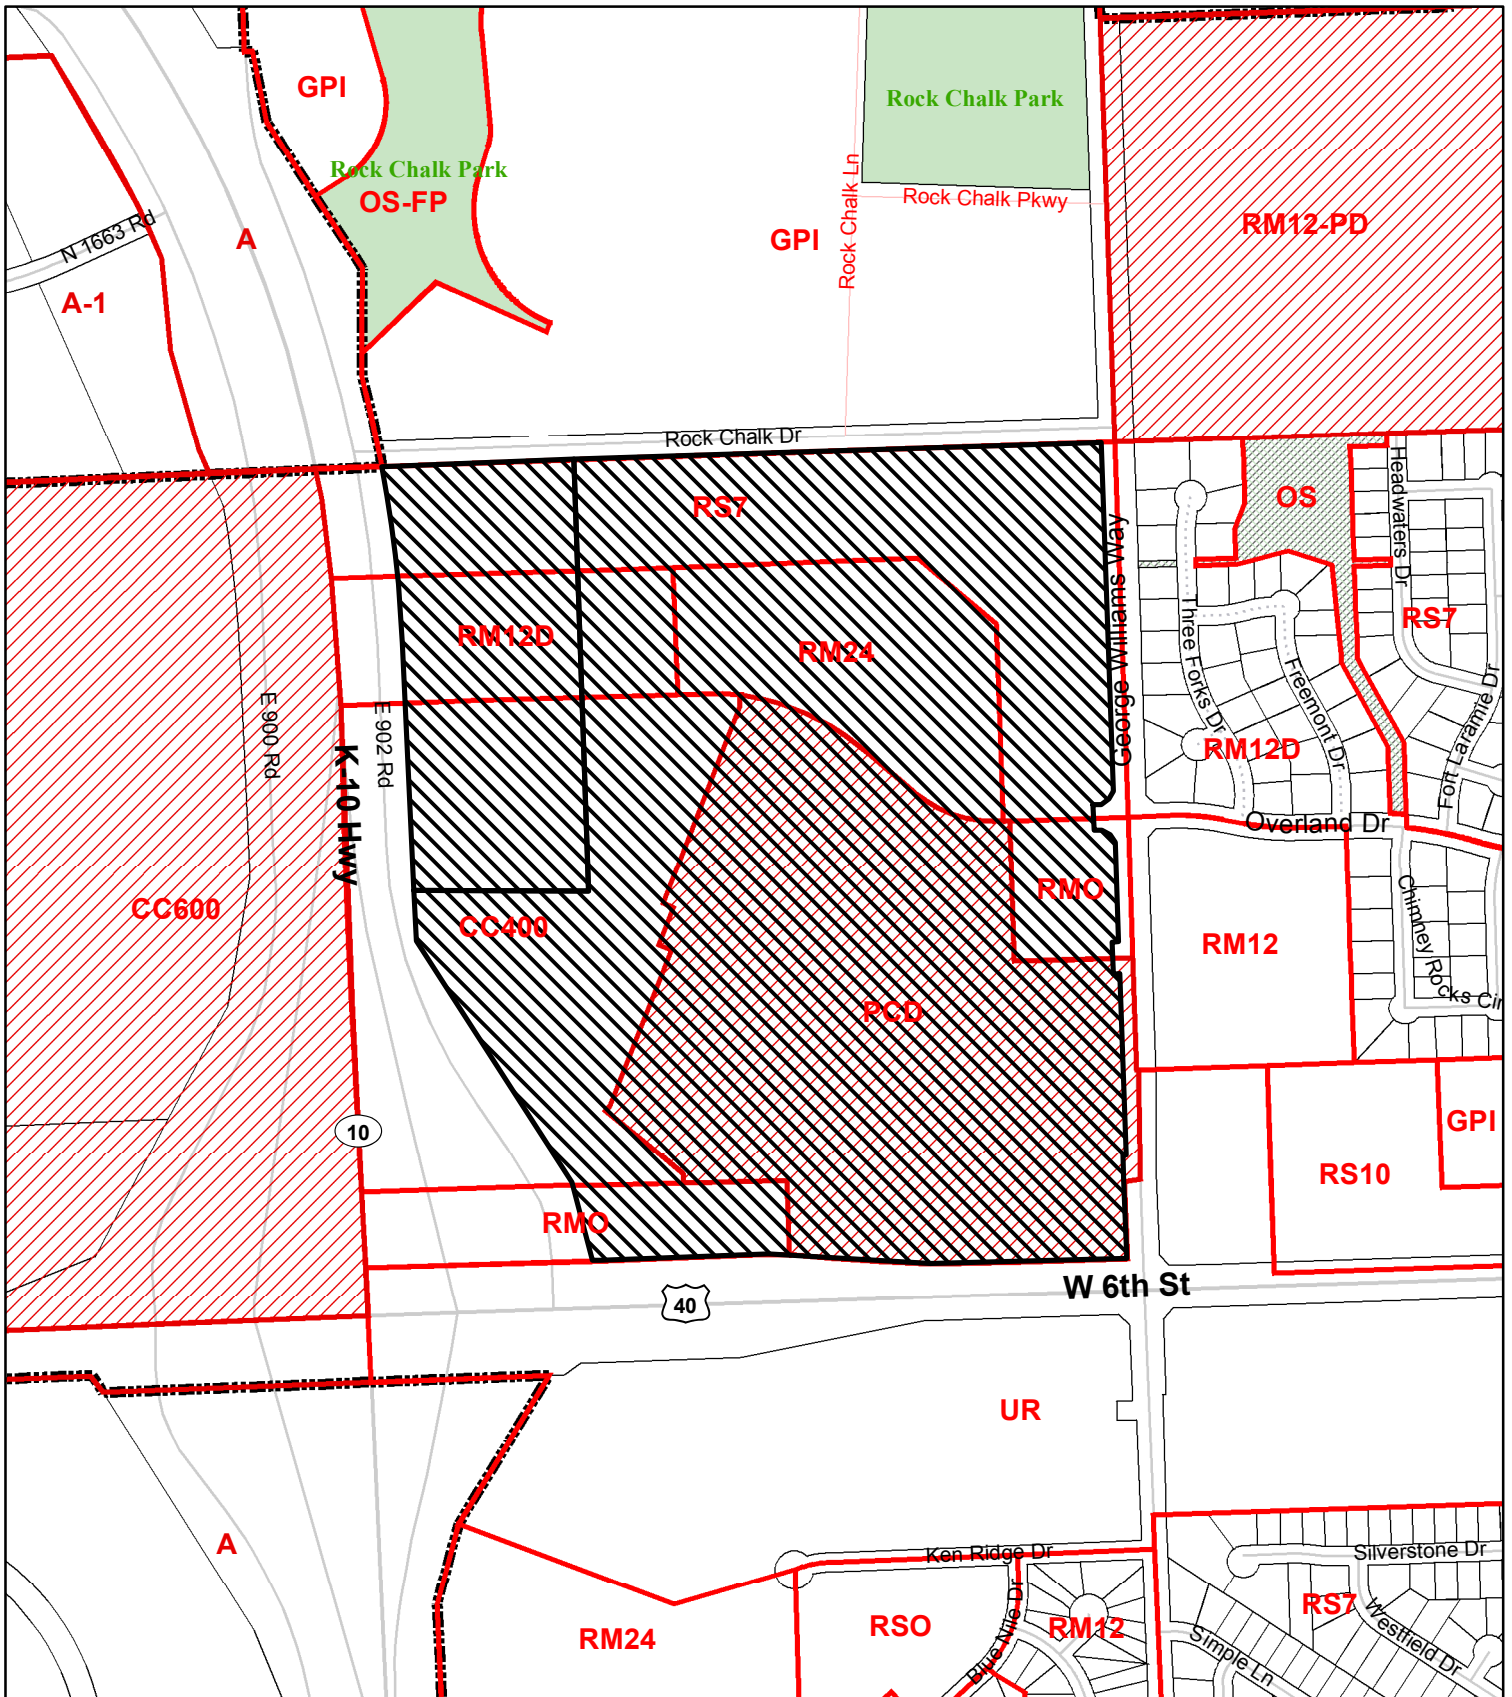 GPI
Rock Chalk Park
Rock Chalk Park
OS-FP
Rock Chalk Ln
Rock Chalk Pkwy
N 1663 Rd
A
GPI
RM12-PD
A-1
Rock Chalk Dr
RS7
OS
Headwaters Dr
George Williams Way
Three Forks Dr
Freemont Dr
RS7
RM12D
RM24
E 900 Rd
E 902 Rd
K-10 Hwy
RM12D
Fort Laramie Dr
Overland Dr
CC600
CC400
RMO
RM12
Chimney Rocks Cir
PCD
10
GPI
RS10
RMO
W 6th St
40
UR
A
Ken Ridge Dr
Silverstone Dr
RM24
RSO
Blue Nile Dr
RM12
RS7
Westfield Dr
Simple Ln